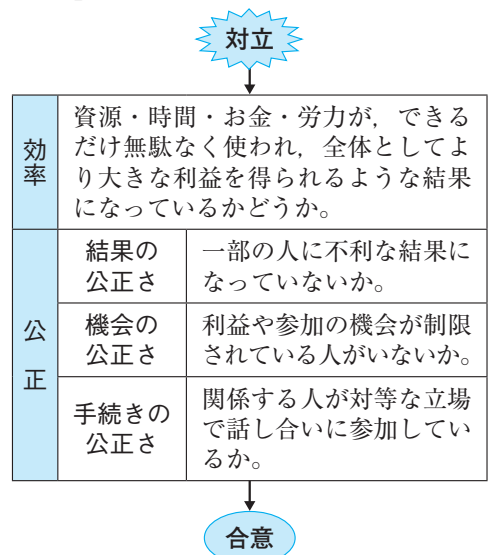 対立
効率
資源・時間・お金・労力が，できる
だけ無駄なく使われ，全体としてよ
り大きな利益を得られるような結果
になっているかどうか。
公正
結果の
公正さ
一部の人に不利な結果に
なっていないか。
機会の
公正さ
利益や参加の機会が制限
されている人がいないか。
手続きの
公正さ
関係する人が対等な立場
で話し合いに参加してい
るか。
合意